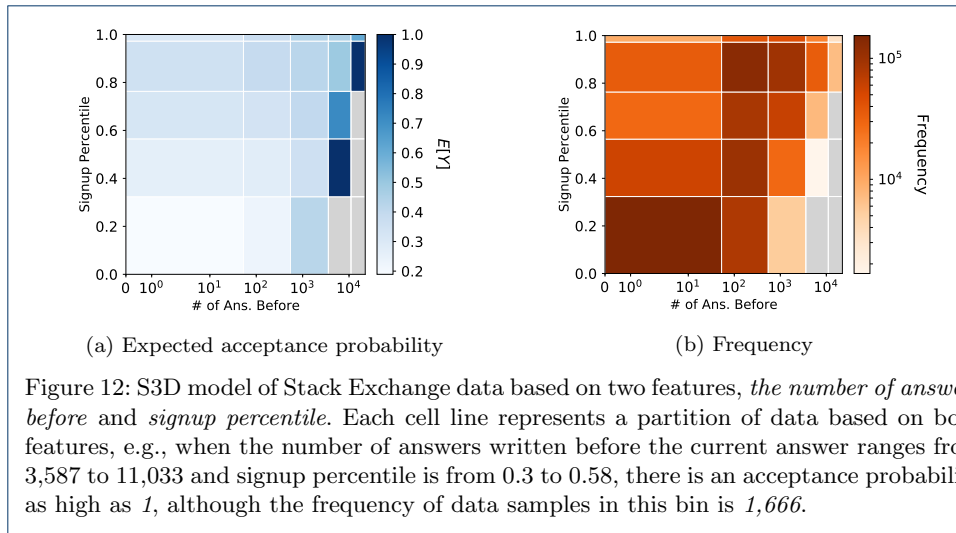 1.0
0.8
0.6
0.4
0.2
0.0
Signup Percentile
0 10⁰ 10¹ 10² 10³ 10⁴
# of Ans. Before
1.0
0.9
0.8
0.7
0.6
0.5
0.4
0.3
0.2
E[Y]
(a) Expected acceptance probability
1.0
0.8
0.6
0.4
0.2
0.0
Signup Percentile
0 10⁰ 10¹ 10² 10³ 10⁴
# of Ans. Before
10⁵
10⁴
Frequency
(b) Frequency
Figure 12: S3D model of Stack Exchange data based on two features, the number of answe
before and signup percentile. Each cell line represents a partition of data based on bo
features, e.g., when the number of answers written before the current answer ranges fro
3,587 to 11,033 and signup percentile is from 0.3 to 0.58, there is an acceptance probabili
as high as 1, although the frequency of data samples in this bin is 1,666.